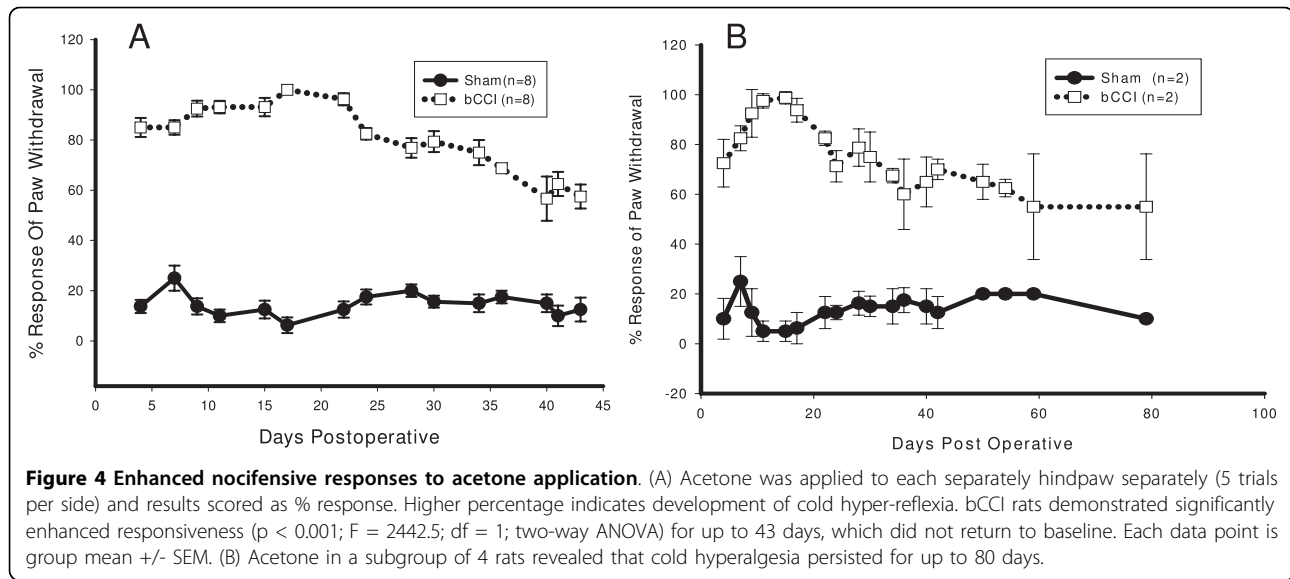 A
120
100
80
60
40
20
0
% Response Of Paw Withdrawal
Sham(n=8)
bCCI (n=8)
0 5 10 15 20 25 30 35 40 45
Days Postoperative
B
120
100
80
60
40
20
0
-20
% Response of Paw Withdrawal
Sham (n=2)
bCCI (n=2)
0 20 40 60 80 100
Days Post Operative
Figure 4 Enhanced nocifensive responses to acetone application. (A) Acetone was applied to each separately hindpaw separately (5 trials
per side) and results scored as % response. Higher percentage indicates development of cold hyper-reflexia. bCCI rats demonstrated significantly
enhanced responsiveness (p < 0.001; F = 2442.5; df = 1; two-way ANOVA) for up to 43 days, which did not return to baseline. Each data point is
group mean +/- SEM. (B) Acetone in a subgroup of 4 rats revealed that cold hyperalgesia persisted for up to 80 days.